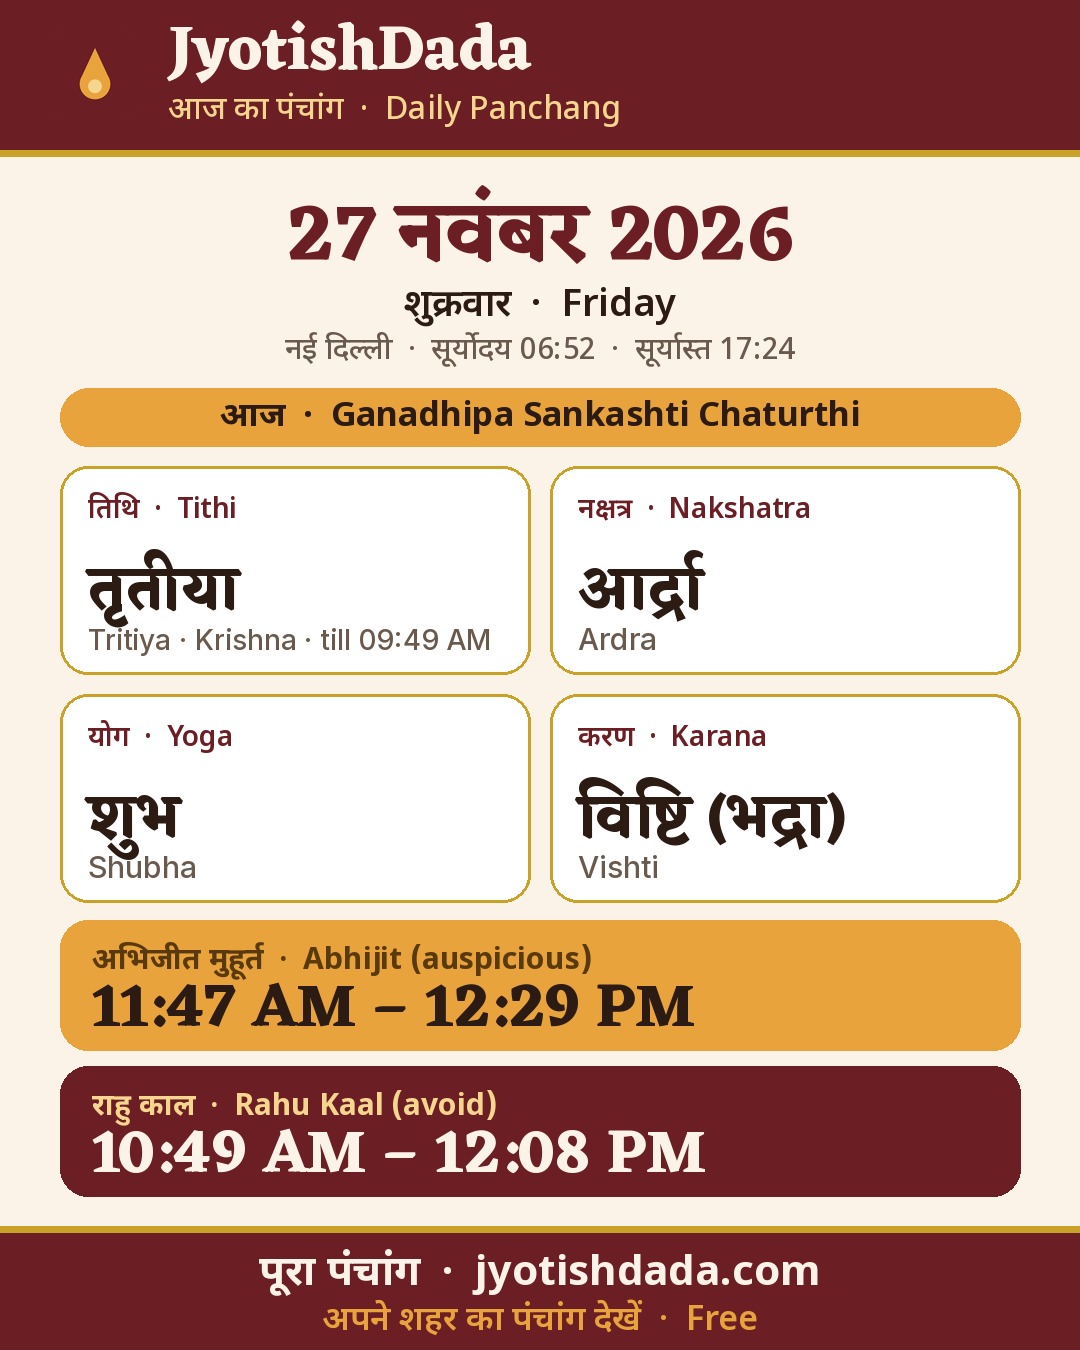 JyotishDada
आज का पंचांग · Daily Panchang
27 नवंबर 2026
शुक्रवार · Friday
नई दिल्ली · सूर्योदय 06:52 · सूर्यास्त 17:24
आज · Ganadhipa Sankashti Chaturthi
तिथि · Tithi
तृतीया
Tritiya · Krishna · till 09:49 AM
नक्षत्र · Nakshatra
आर्द्रा
Ardra
योग · Yoga
शुभ
Shubha
करण · Karana
विष्टि (भद्रा)
Vishti
अभिजीत मुहूर्त · Abhijit (auspicious)
11:47 AM – 12:29 PM
राहु काल · Rahu Kaal (avoid)
10:49 AM – 12:08 PM
पूरा पंचांग · jyotishdada.com
अपने शहर का पंचांग देखें · Free